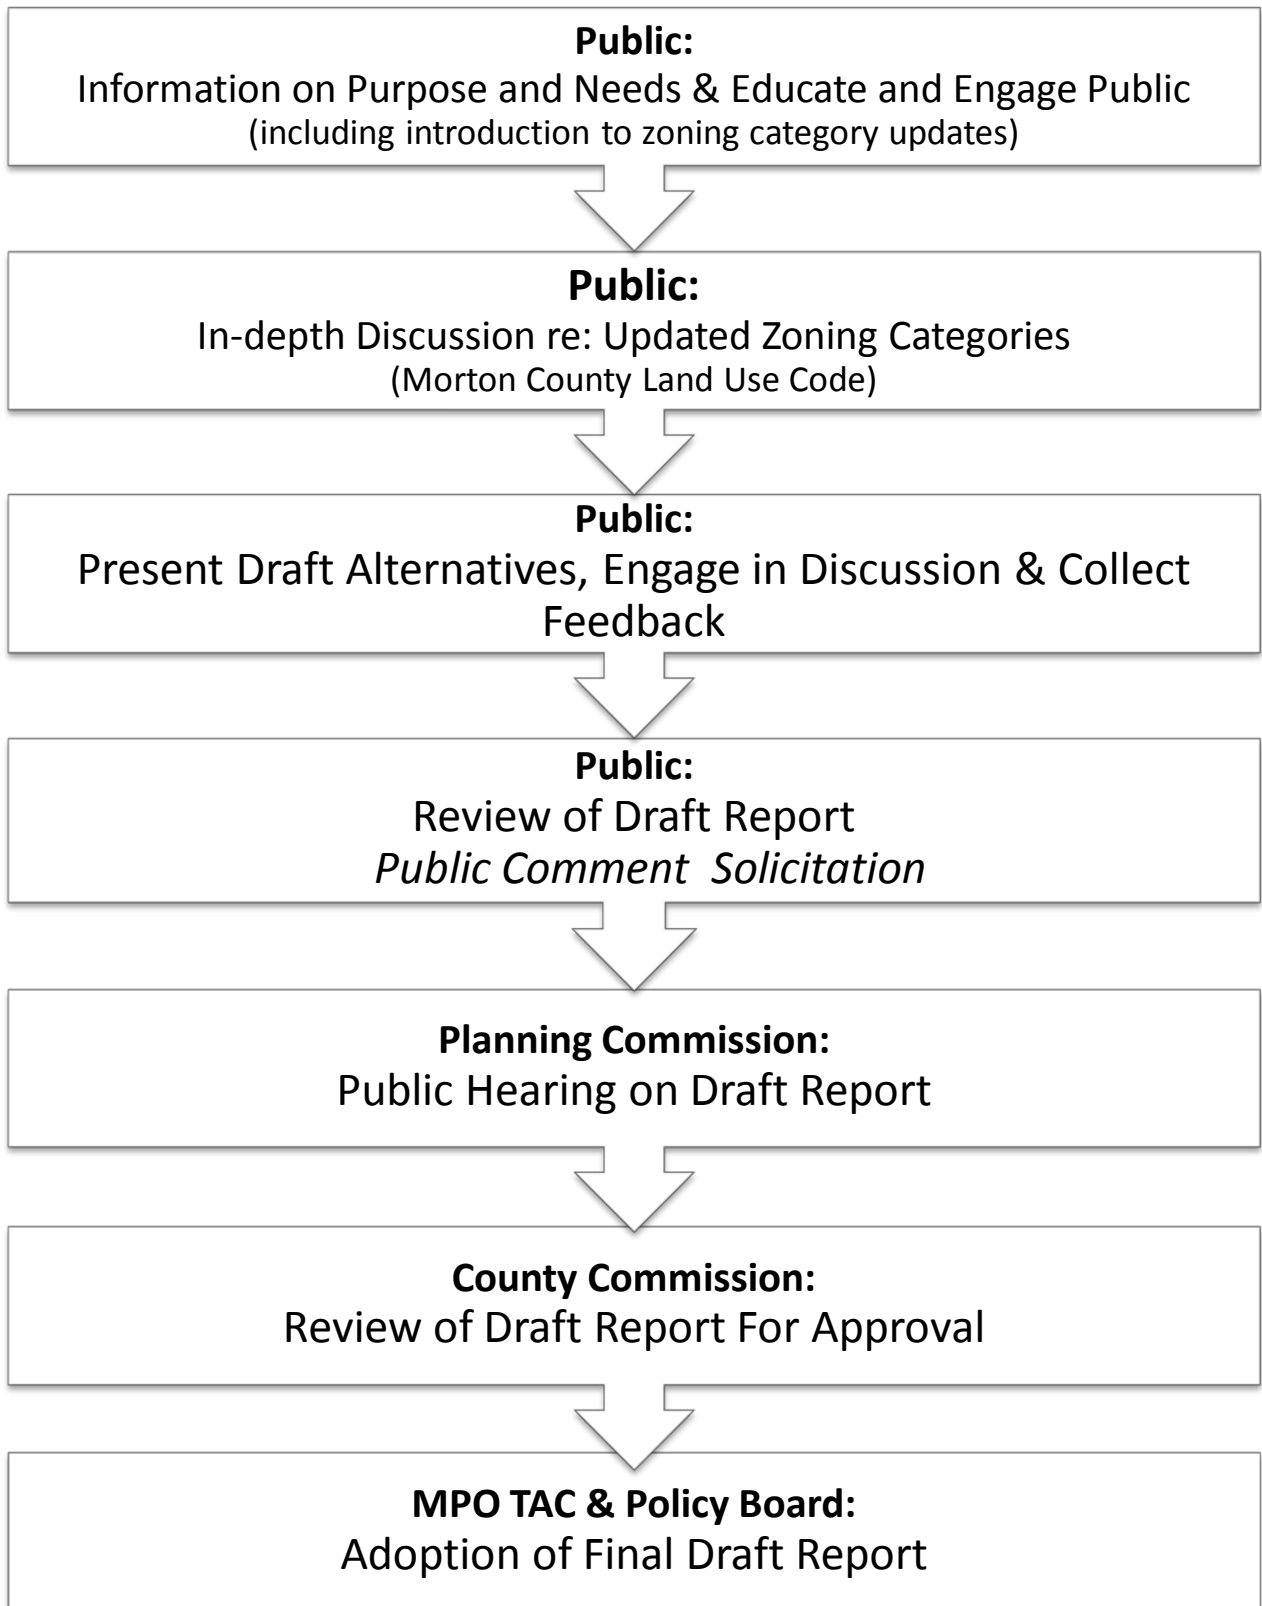 Public:
Information on Purpose and Needs & Educate and Engage Public
(including introduction to zoning category updates)
Public:
In-depth Discussion re: Updated Zoning Categories
(Morton County Land Use Code)
Public:
Present Draft Alternatives, Engage in Discussion & Collect
Feedback
Public:
Review of Draft Report
Public Comment Solicitation
Planning Commission:
Public Hearing on Draft Report
County Commission:
Review of Draft Report For Approval
MPO TAC & Policy Board:
Adoption of Final Draft Report